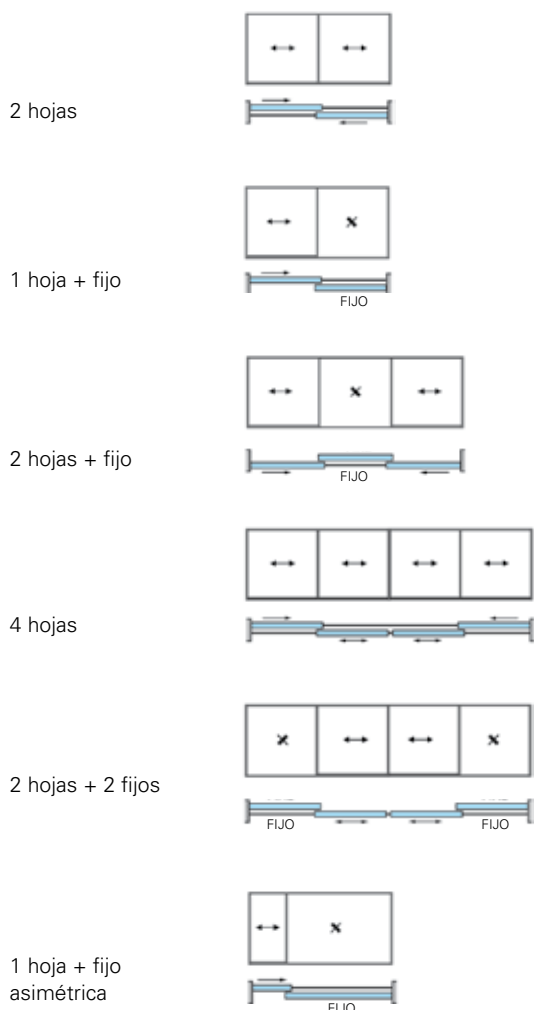 2 hojas
1 hoja + fijo
FIJO
2 hojas + fijo
FIJO
4 hojas
2 hojas + 2 fijos
FIJO
FIJO
1 hoja + fijo
asimétrica
FIJO